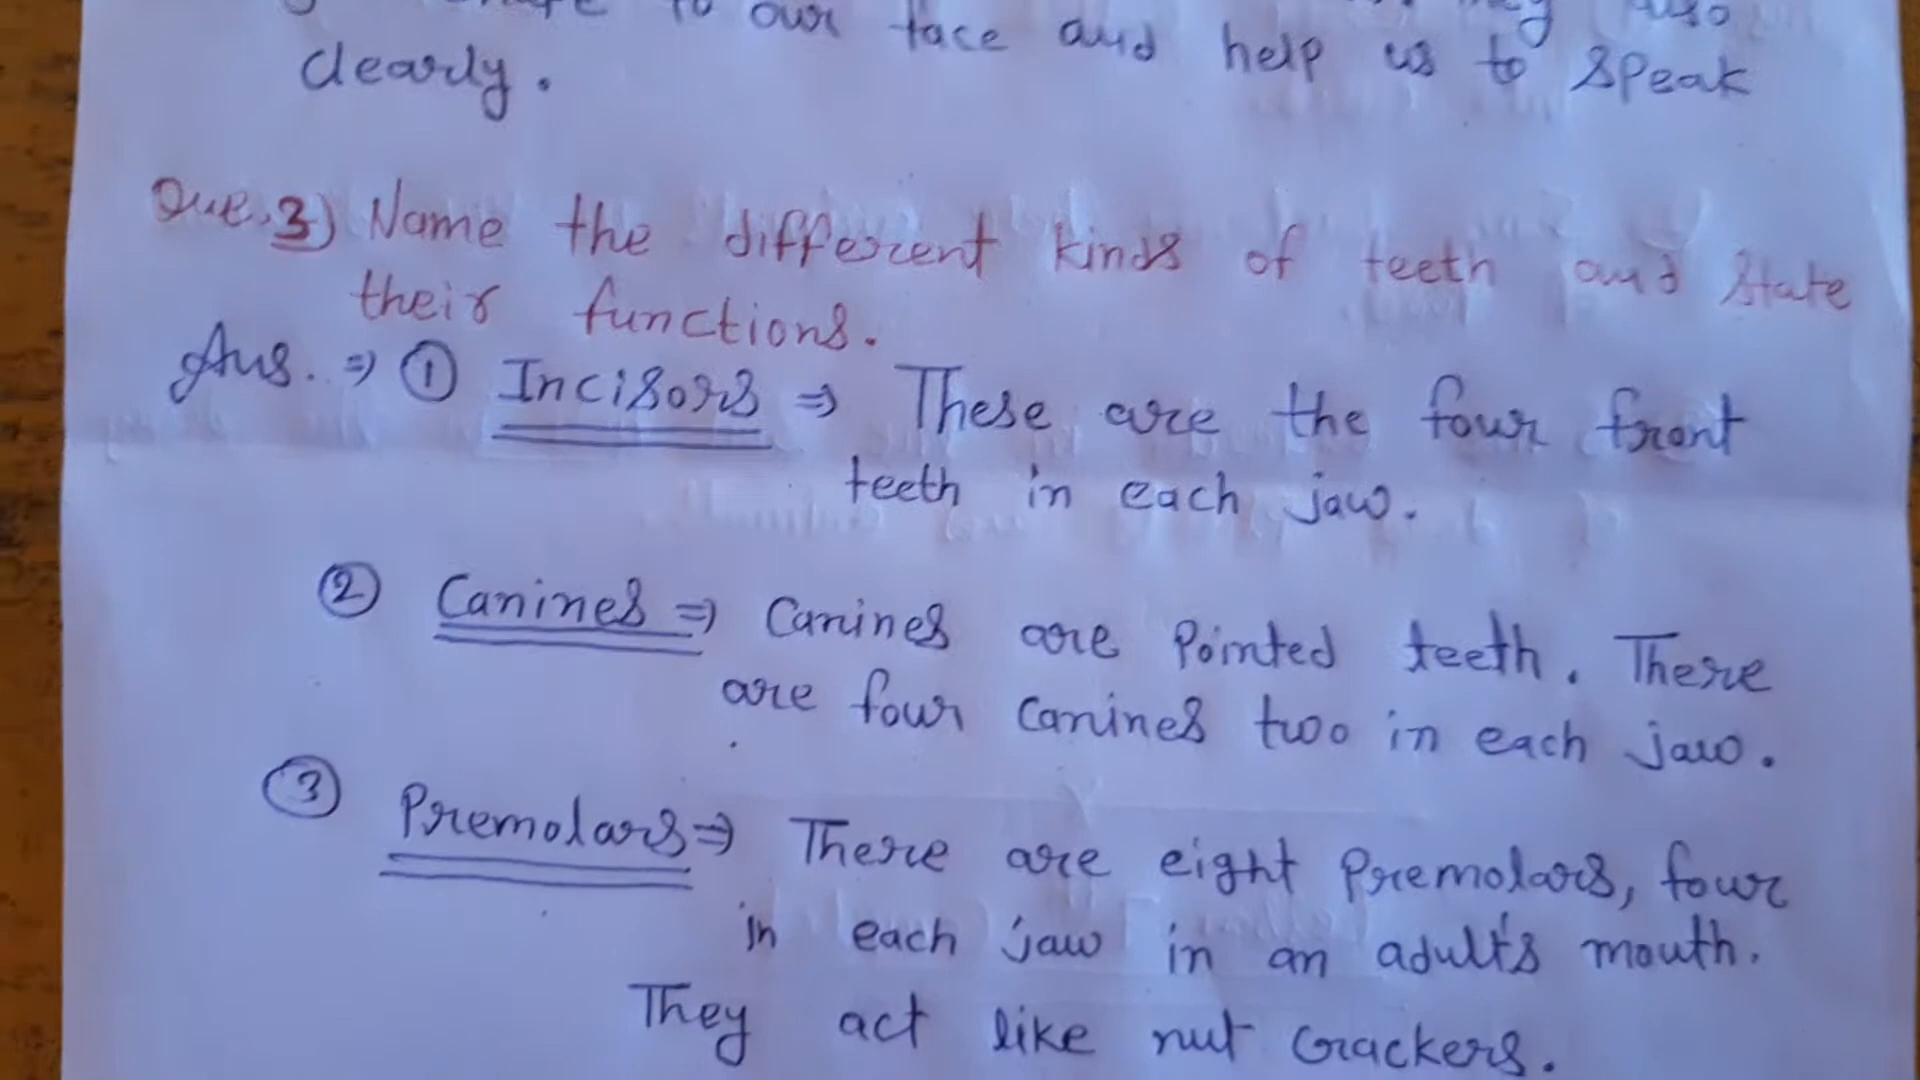 to our face and help us to speak
clearly.
Que.3) Name the different kinds of teeth and State
their functions.
Ans. ⇒ ① Incisors ⇒ These are the four front
teeth in each jaw.
② Canines ⇒ Canines are Pointed teeth. There
are four Canines two in each jaw.
③ Premolars ⇒ There are eight Premolars, four
in each jaw in an adult's mouth.
They act like nut crackers.